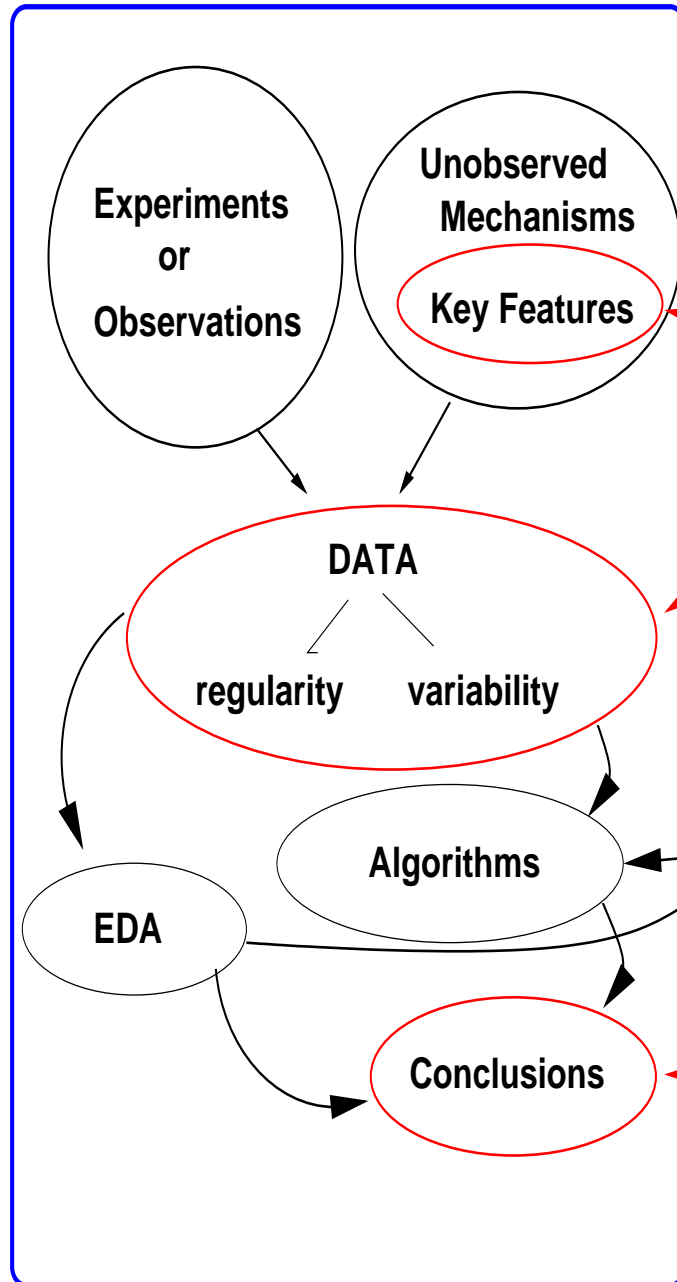 Experiments
or
Observations
Unobserved
Mechanisms
Key Features
DATA
regularity variability
Algorithms
EDA
Conclusions